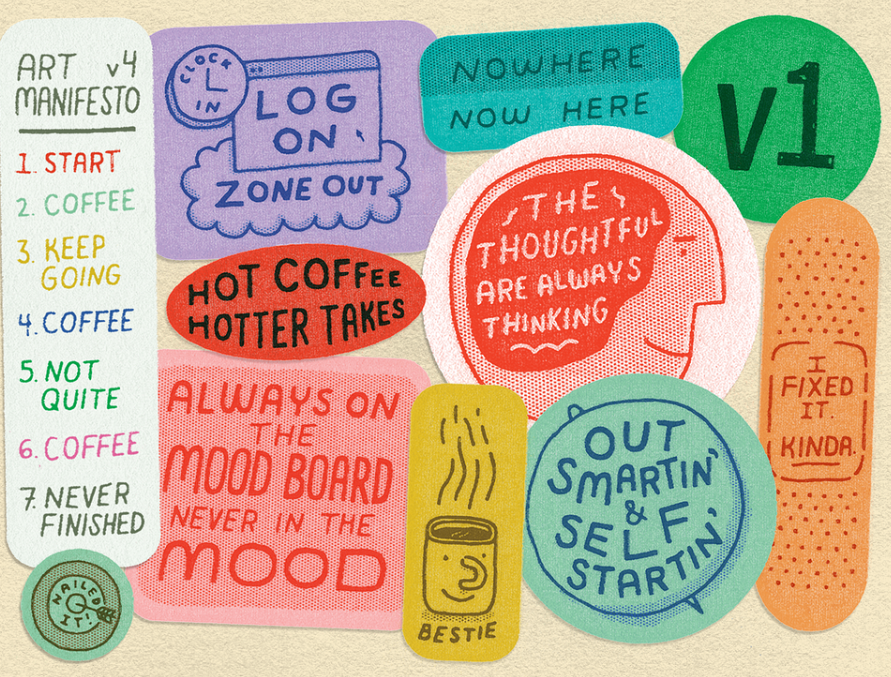 ART v4
MANIFESTO
1. START
2. COFFEE
3. KEEP
GOING
4. COFFEE
5. NOT
QUITE
6. COFFEE
7. NEVER
FINISHED
NAILED
IT!
CLOCK
IN
LOG
ON
ZONE OUT
NOWHERE
NOW HERE
V1
HOT COFFEE
HOTTER TAKES
THE
THOUGHTFUL
ARE ALWAYS
THINKING
ALWAYS ON
THE
MOOD BOARD
NEVER IN THE
MOOD
BESTIE
OUT
SMARTIN'
&
SELF
STARTIN'
I
FIXED
IT.
KINDA.